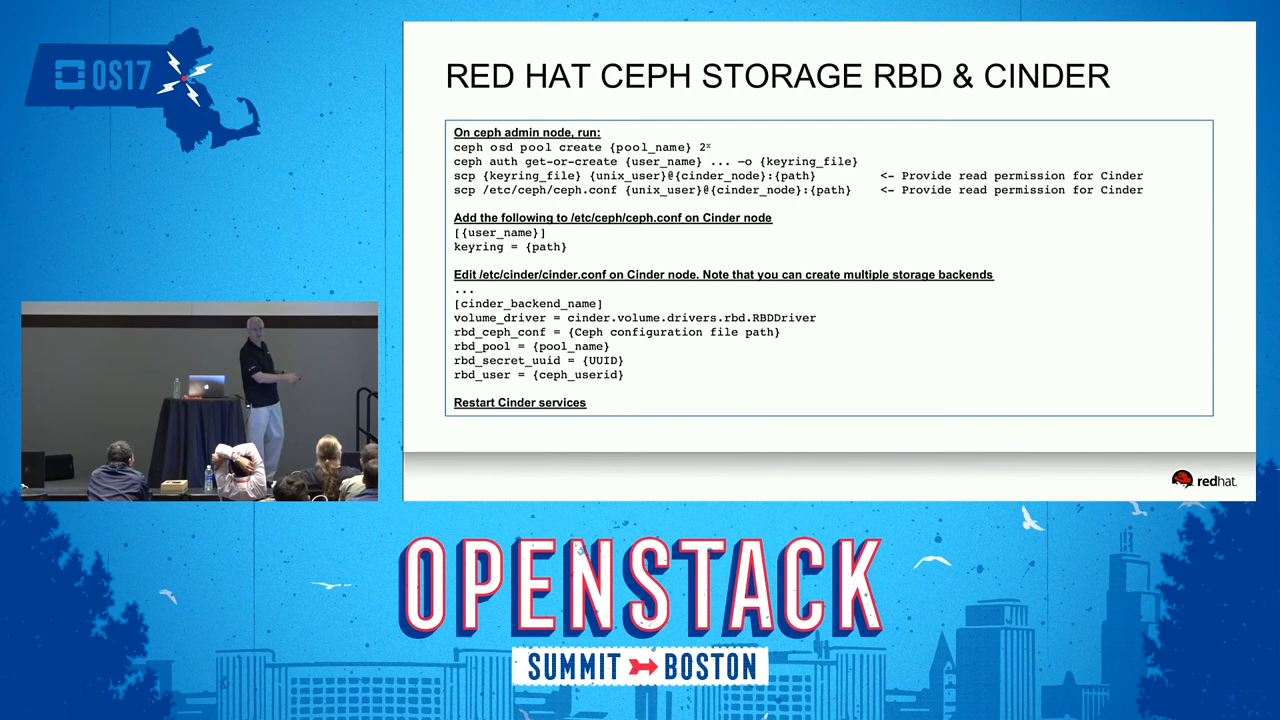 OS17
RED HAT CEPH STORAGE RBD & CINDER
On ceph admin node, run:
ceph osd pool create {pool_name} 2ˣ
ceph auth get-or-create {user_name} ... –o {keyring_file}
scp {keyring_file} {unix_user}@{cinder_node}:{path} <- Provide read permission for Cinder
scp /etc/ceph/ceph.conf {unix_user}@{cinder_node}:{path} <- Provide read permission for Cinder
Add the following to /etc/ceph/ceph.conf on Cinder node
[{user_name}]
keyring = {path}
Edit /etc/cinder/cinder.conf on Cinder node. Note that you can create multiple storage backends
...
[cinder_backend_name]
volume_driver = cinder.volume.drivers.rbd.RBDDriver
rbd_ceph_conf = {Ceph configuration file path}
rbd_pool = {pool_name}
rbd_secret_uuid = {UUID}
rbd_user = {ceph_userid}
Restart Cinder services
redhat.
OPENSTACK
SUMMIT BOSTON